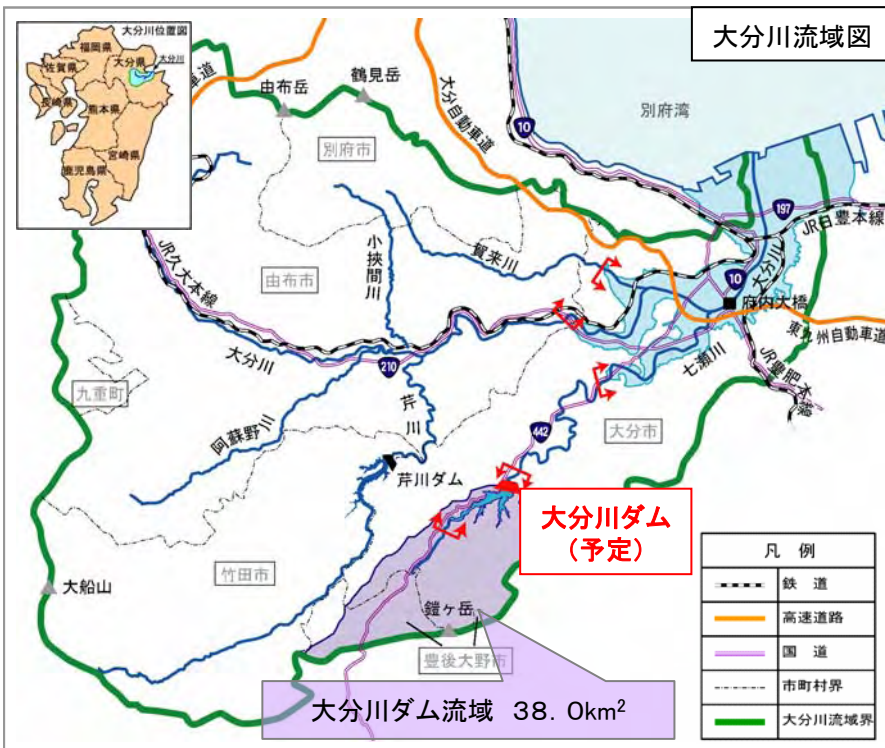 大分川流域図
大分川位置図
福岡県
大分県
大分川
佐賀県
長崎県
熊本県
宮崎県
鹿児島県
車道
由布岳
鶴見岳
大分自動車道
10
別府湾
別府市
197
JR日豊本線
小挾間川
賀来川
大分川
10
由布市
JR久大本線
府内大橋
東九州自動車道
大分川
210
七瀬川
JR豊肥本線
九重町
芹川
阿蘇野川
442
大分市
芹川ダム
大分川ダム
(予定)
竹田市
大船山
鎧ヶ岳
豊後大野市
大分川ダム流域 38.0km²
凡 例
鉄 道
高速道路
国 道
市町村界
大分川流域界